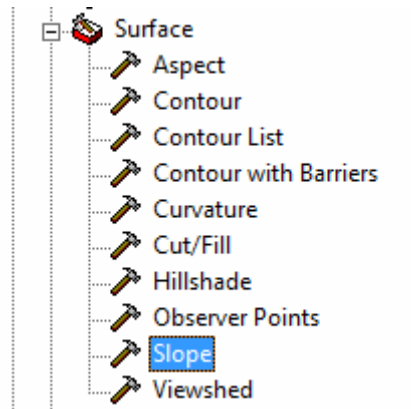 Surface
Aspect
Contour
Contour List
Contour with Barriers
Curvature
Cut/Fill
Hillshade
Observer Points
Slope
Viewshed